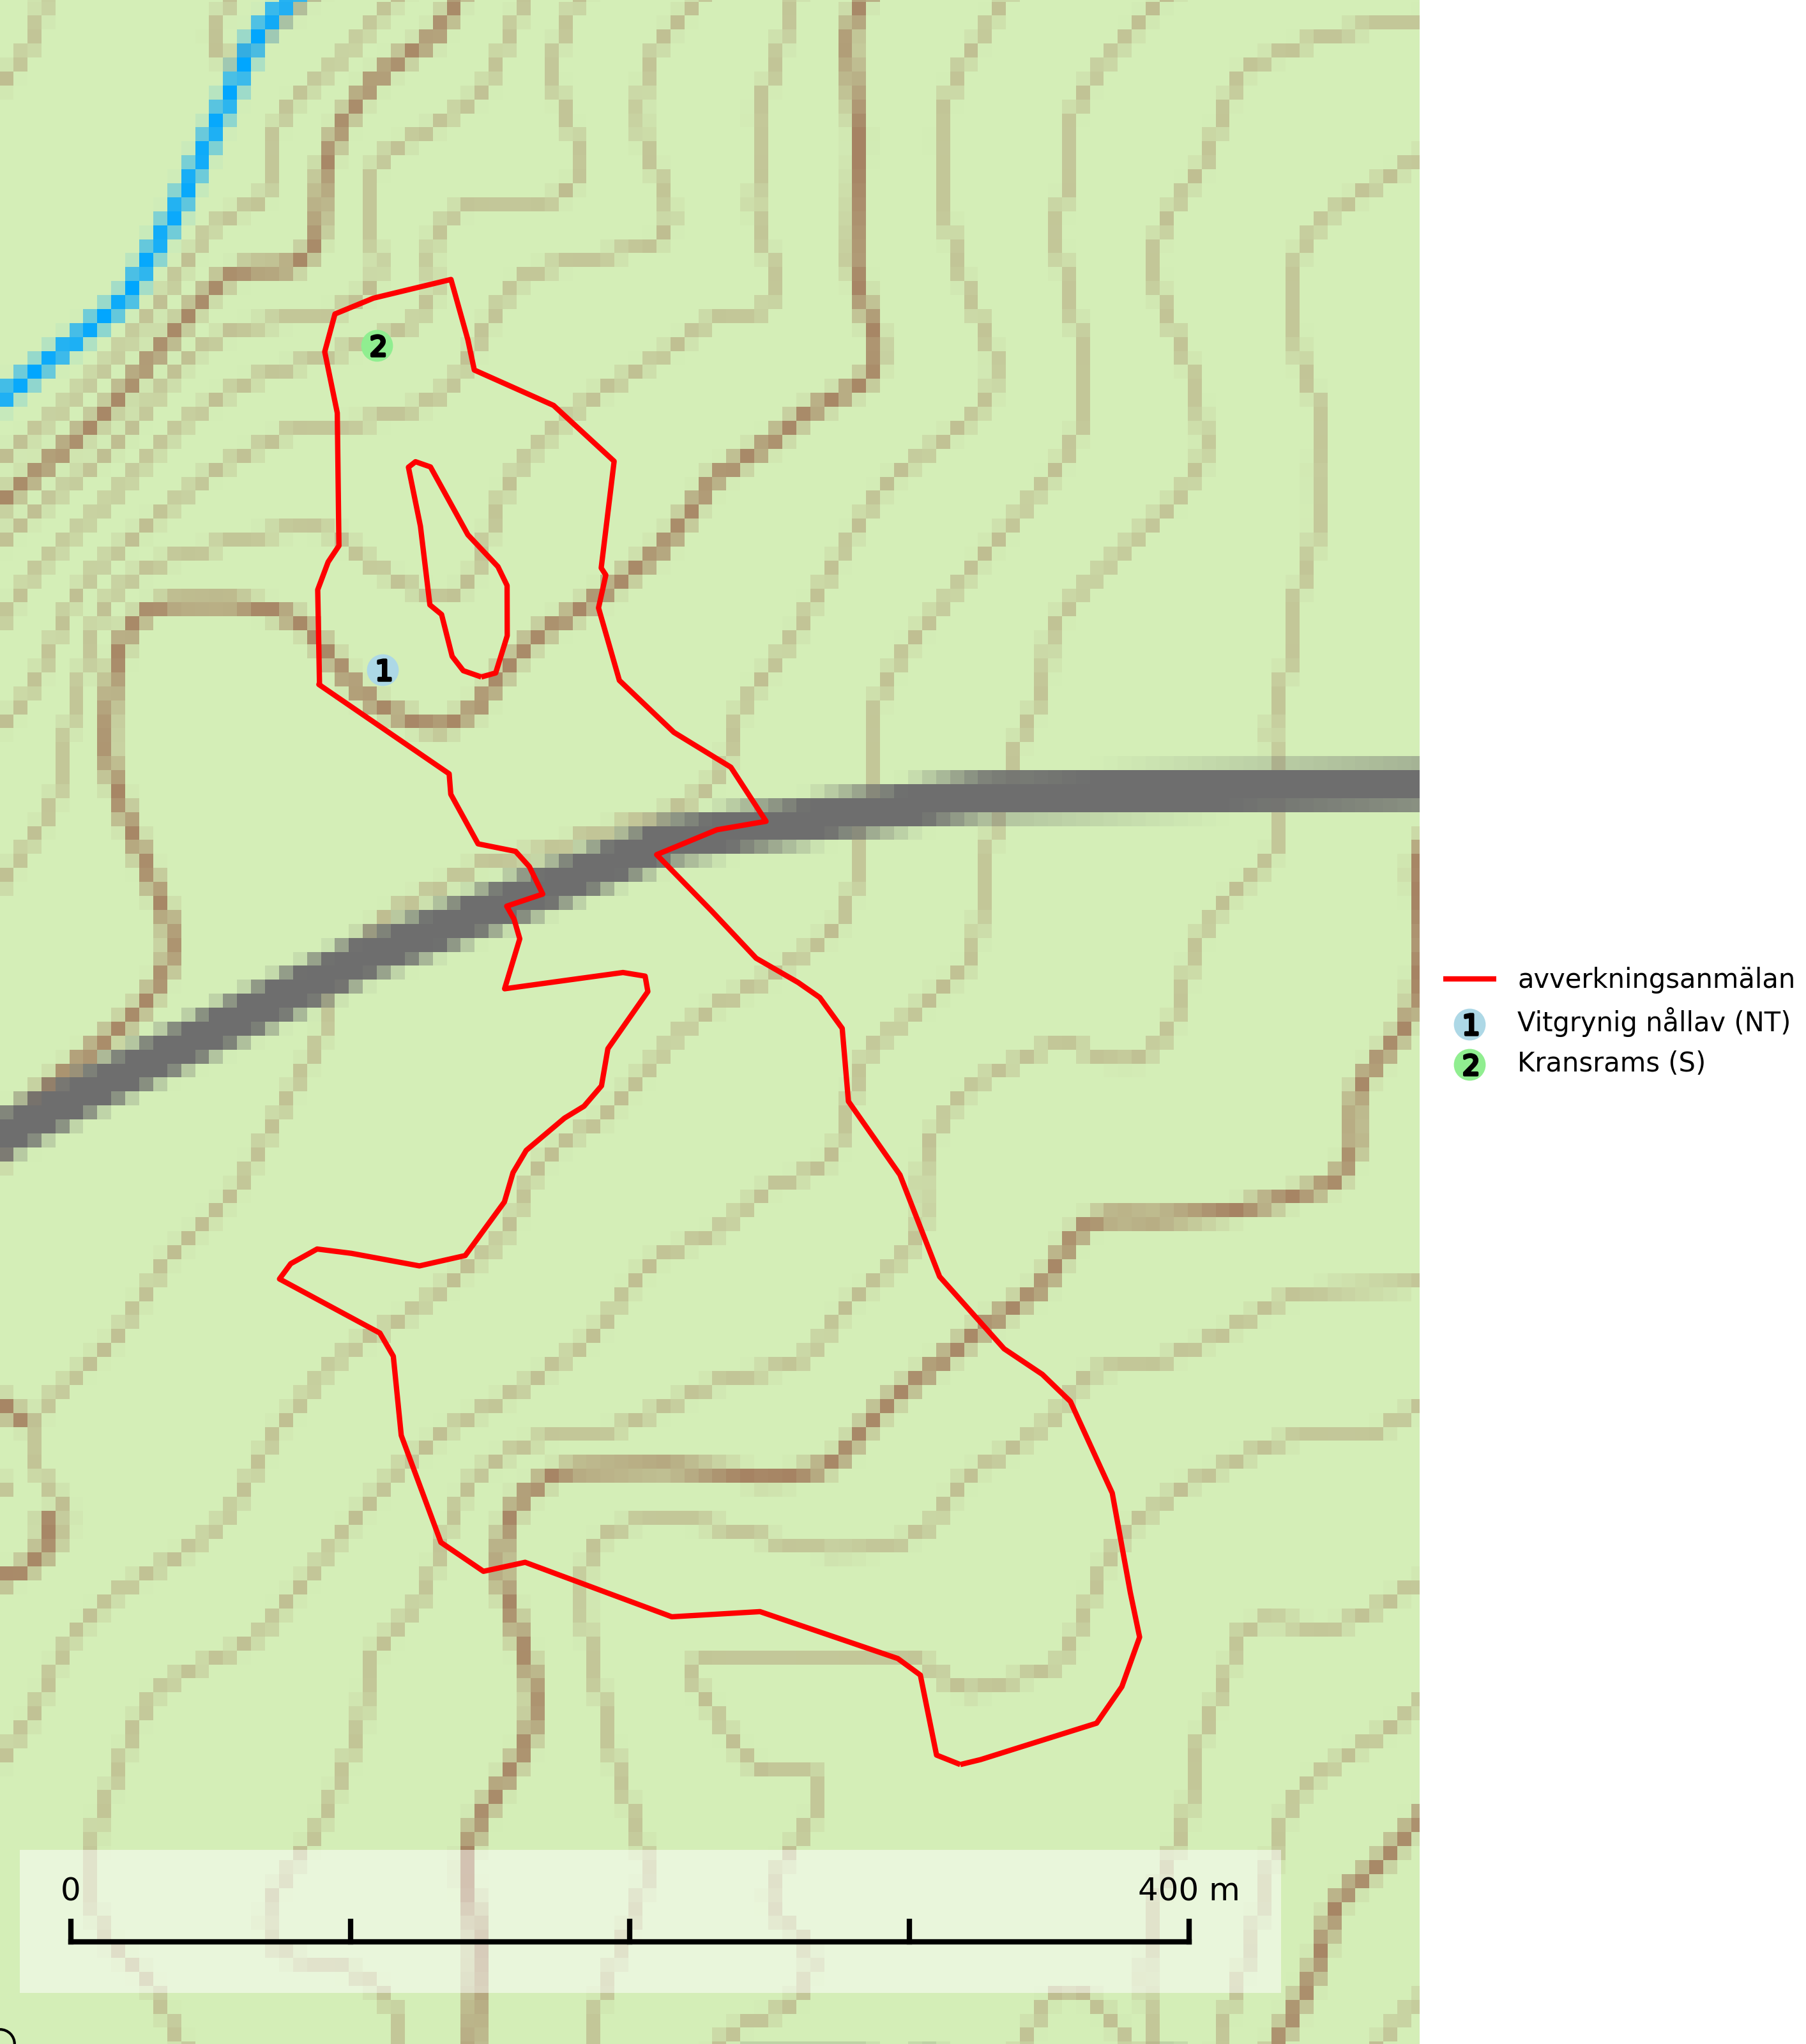 2
1
avverkningsanmälan
1 Vitgrynig nållav (NT)
2 Kransrams (S)
0 400 m